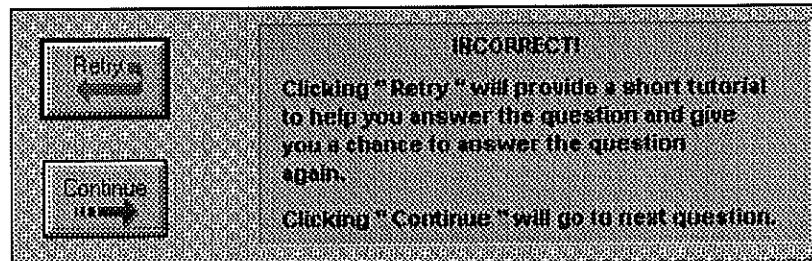 Retry
Continue
INCORRECT!
Clicking " Retry " will provide a short tutorial
to help you answer the question and give
you a chance to answer the question
again.
Clicking " Continue " will go to next question.